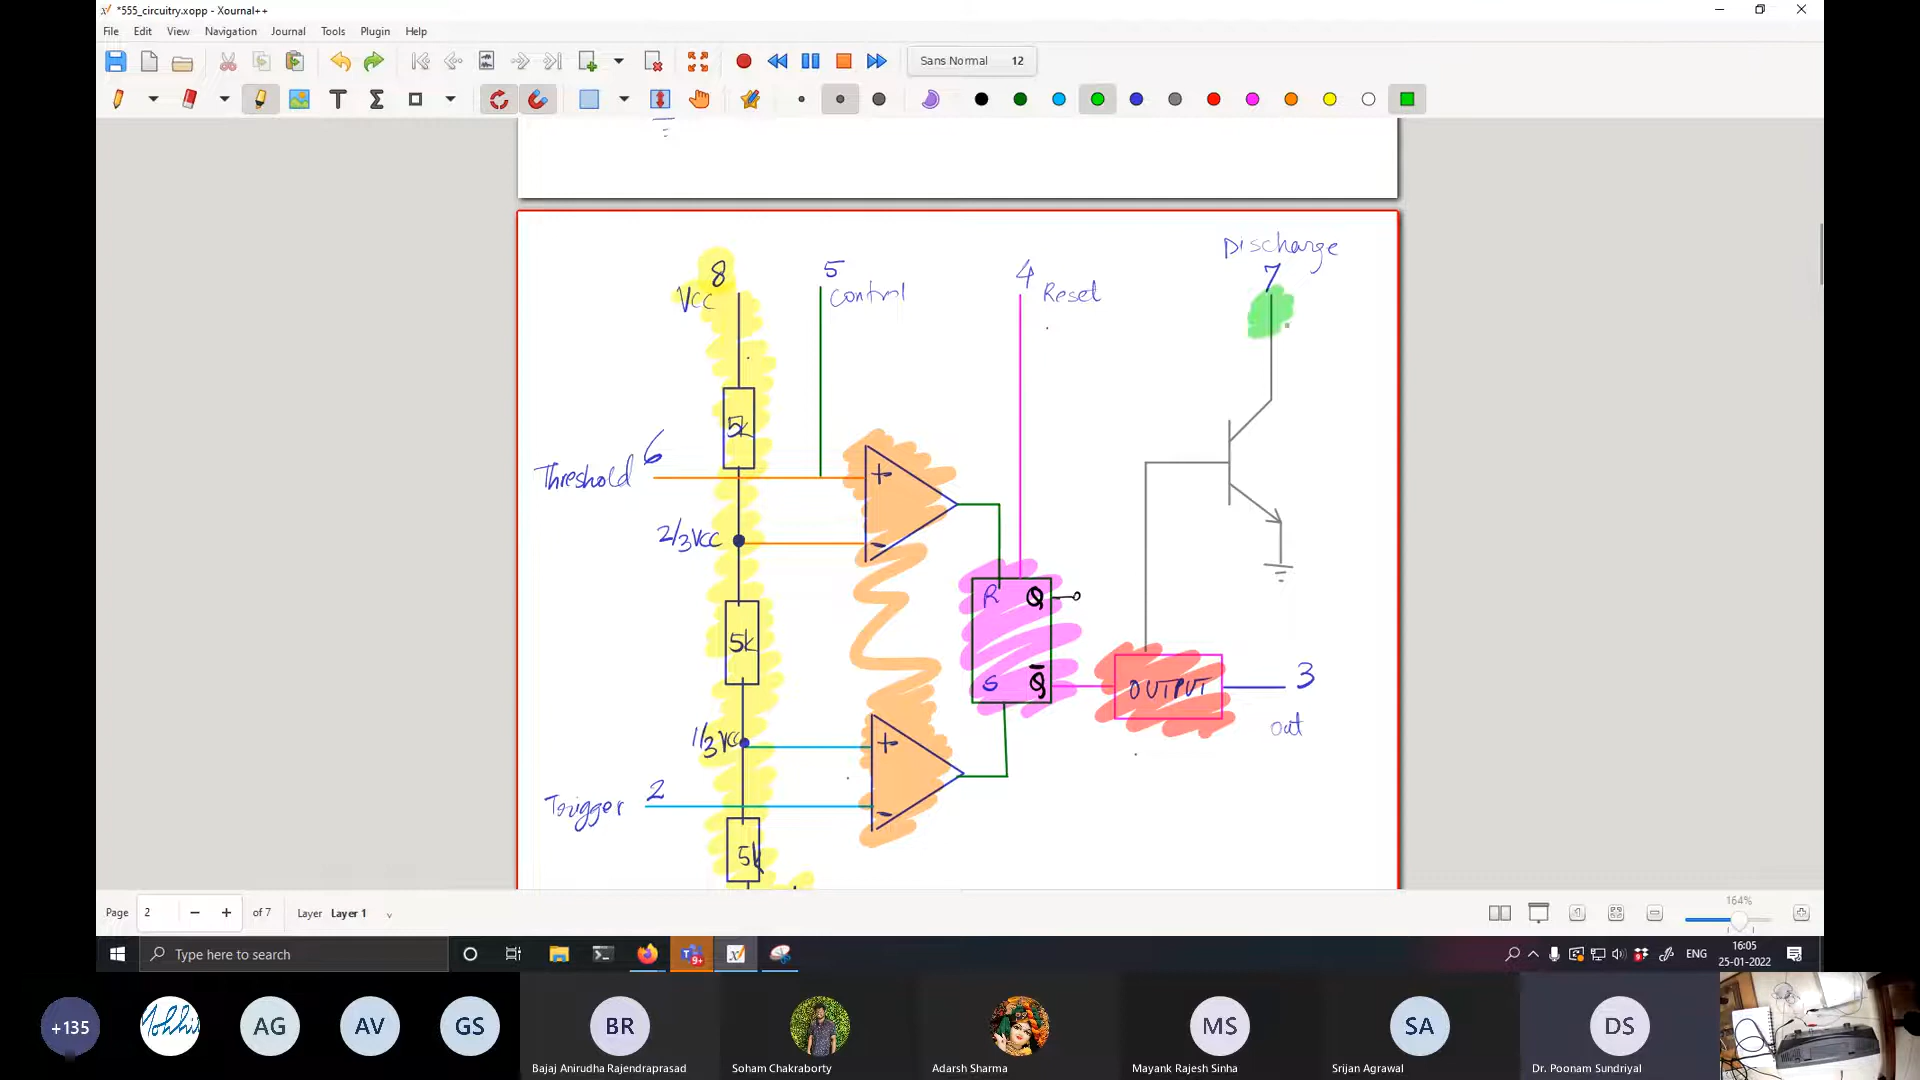 *555_circuitry.xopp - Xournal++
File Edit View Navigation Journal Tools Plugin Help
Sans Normal 12
Discharge
7
8
VCC
5
Control
4
Reset
5k
Threshold 6
+
2/3 VCC
-
R Q
5k
S Q̅
OUTPUT
3
out
1/3 VCC
+
Trigger 2
-
5k
Page 2 of 7 Layer Layer 1
164%
Type here to search
9+
ENG
16:05
25-01-2022
+135
AG
AV
GS
BR
MS
SA
DS
Bajaj Anirudha Rajendraprasad
Soham Chakraborty
Adarsh Sharma
Mayank Rajesh Sinha
Srijan Agrawal
Dr. Poonam Sundriyal